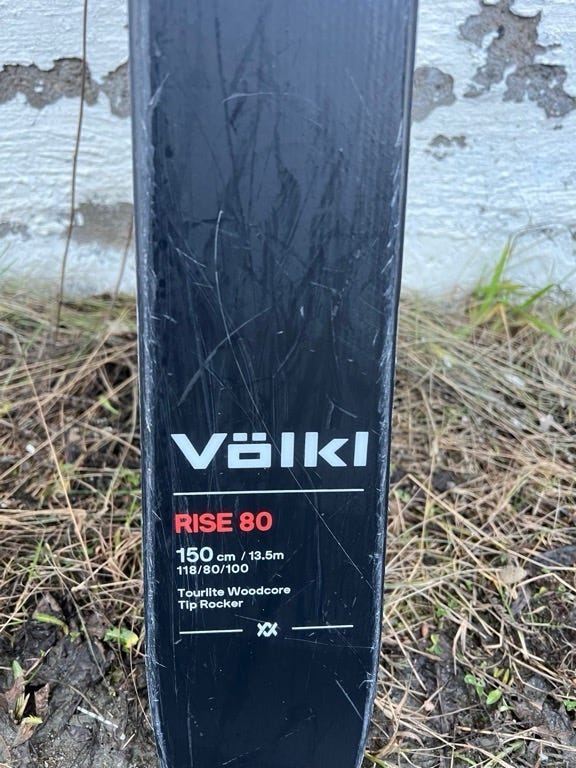 Völkl
RISE 80
150 cm / 13.5m
118/80/100
Tourlite Woodcore
Tip Rocker